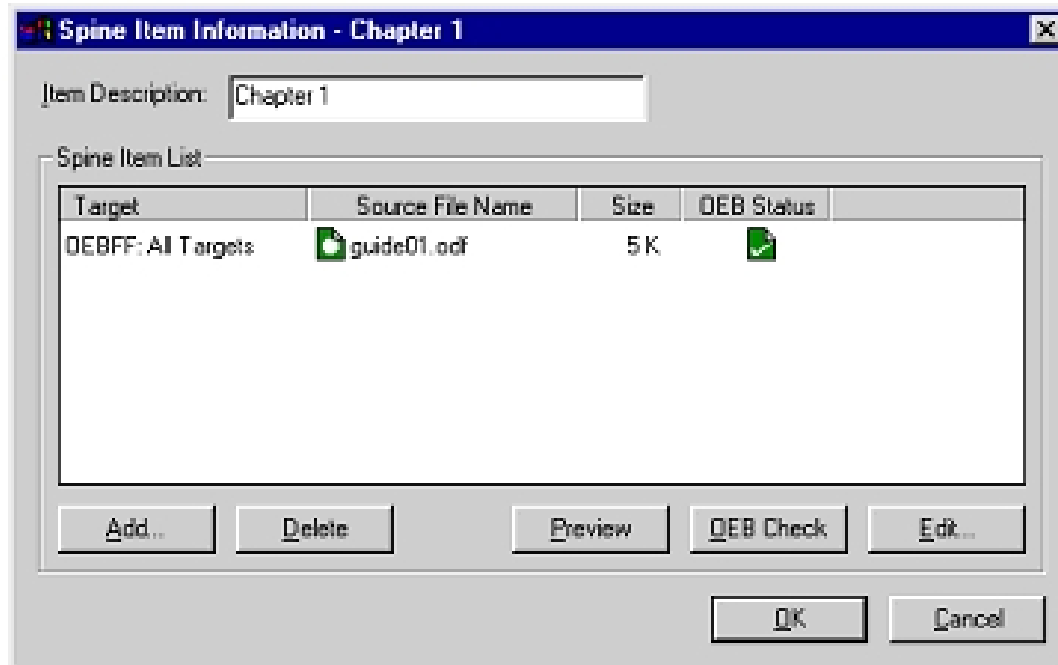 Spine Item Information - Chapter 1
Item Description: Chapter 1
Spine Item List
Target Source File Name Size OEB Status
OEBFF: All Targets guide01.odf 5 K
Add... Delete Preview OEB Check Edit...
OK Cancel